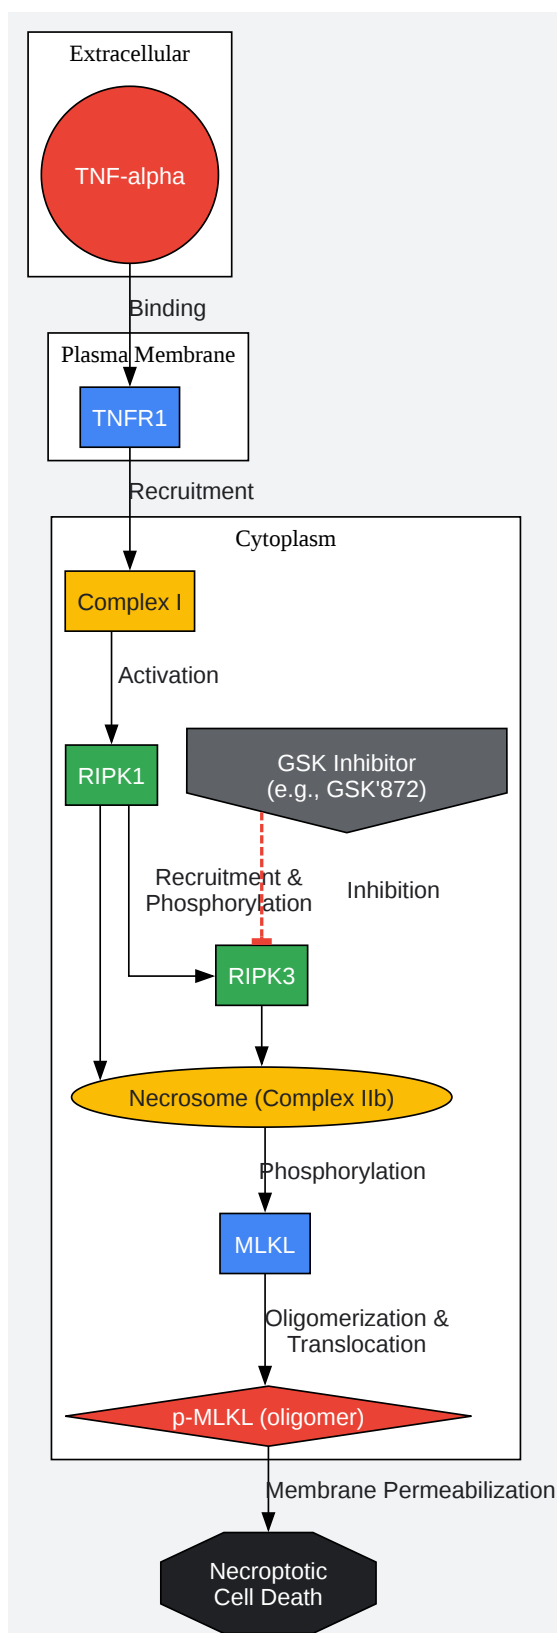 Extracellular
TNF-alpha
Binding
Plasma Membrane
TNFR1
Recruitment
Cytoplasm
Complex I
Activation
RIPK1
GSK Inhibitor
(e.g., GSK'872)
Recruitment &
Phosphorylation
Inhibition
RIPK3
Necrosome (Complex IIb)
Phosphorylation
MLKL
Oligomerization &
Translocation
p-MLKL (oligomer)
Membrane Permeabilization
Necroptotic
Cell Death